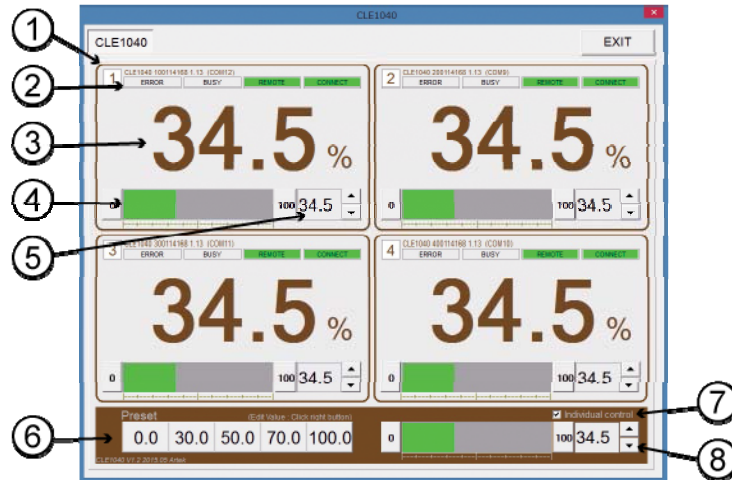 CLE1040
CLE1040
EXIT
1
1
CLE1040 100114168 1.13 (COM12)
2
ERROR BUSY REMOTE CONNECT
3
34.5 %
4
0 100 34.5
5
2
CLE1040 200114168 1.13 (COM9)
ERROR BUSY REMOTE CONNECT
34.5 %
0 100 34.5
3
CLE1040 300114168 1.13 (COM11)
ERROR BUSY REMOTE CONNECT
34.5 %
0 100 34.5
4
CLE1040 400114168 1.13 (COM10)
ERROR BUSY REMOTE CONNECT
34.5 %
0 100 34.5
6
Preset (Edit Value : Click right button)
0.0 30.0 50.0 70.0 100.0
CLE1040 V1.2 2015.05 Aitek
Individual control
7
0 100 34.5
8